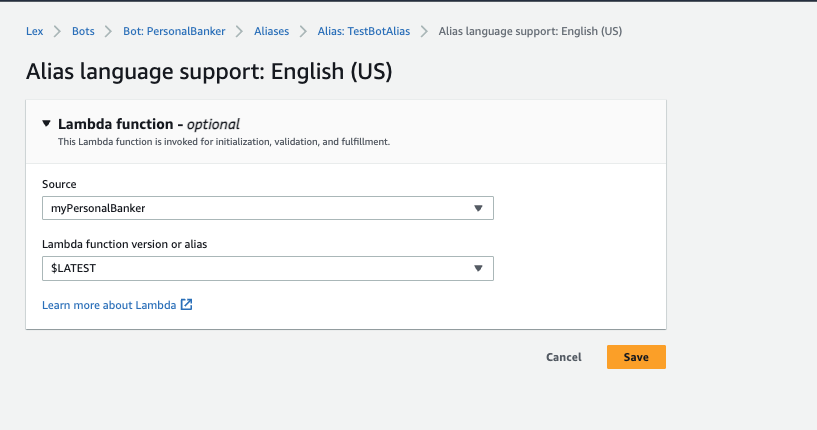 Lex > Bots > Bot: PersonalBanker > Aliases > Alias: TestBotAlias > Alias language support: English (US)
Alias language support: English (US)
Lambda function - optional
This Lambda function is invoked for initialization, validation, and fulfillment.
Source
myPersonalBanker
Lambda function version or alias
$LATEST
Learn more about Lambda
Cancel Save